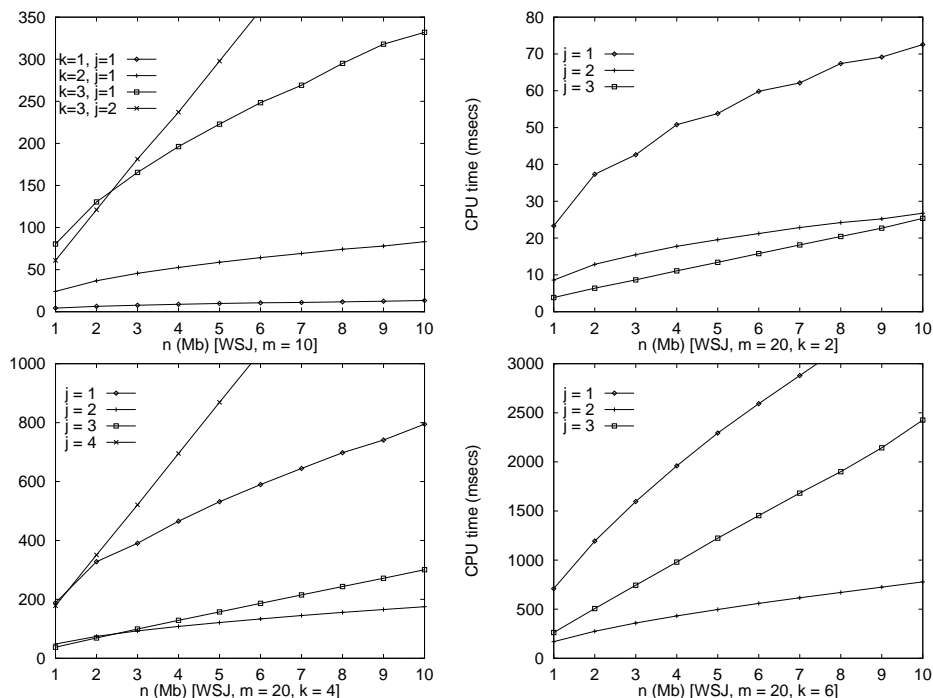 350
300
250
200
150
100
50
0
k=1, j=1
k=2, j=1
k=3, j=1
k=3, j=2
1 2 3 4 5 6 7 8 9 10
n (Mb) [WSJ, m = 10]
CPU time (msecs)
80
70
60
50
40
30
20
10
0
j = 1
j = 2
j = 3
1 2 3 4 5 6 7 8 9 10
n (Mb) [WSJ, m = 20, k = 2]
1000
800
600
400
200
0
j = 1
j = 2
j = 3
j = 4
1 2 3 4 5 6 7 8 9 10
n (Mb) [WSJ, m = 20, k = 4]
CPU time (msecs)
3000
2500
2000
1500
1000
500
0
j = 1
j = 2
j = 3
1 2 3 4 5 6 7 8 9 10
n (Mb) [WSJ, m = 20, k = 6]